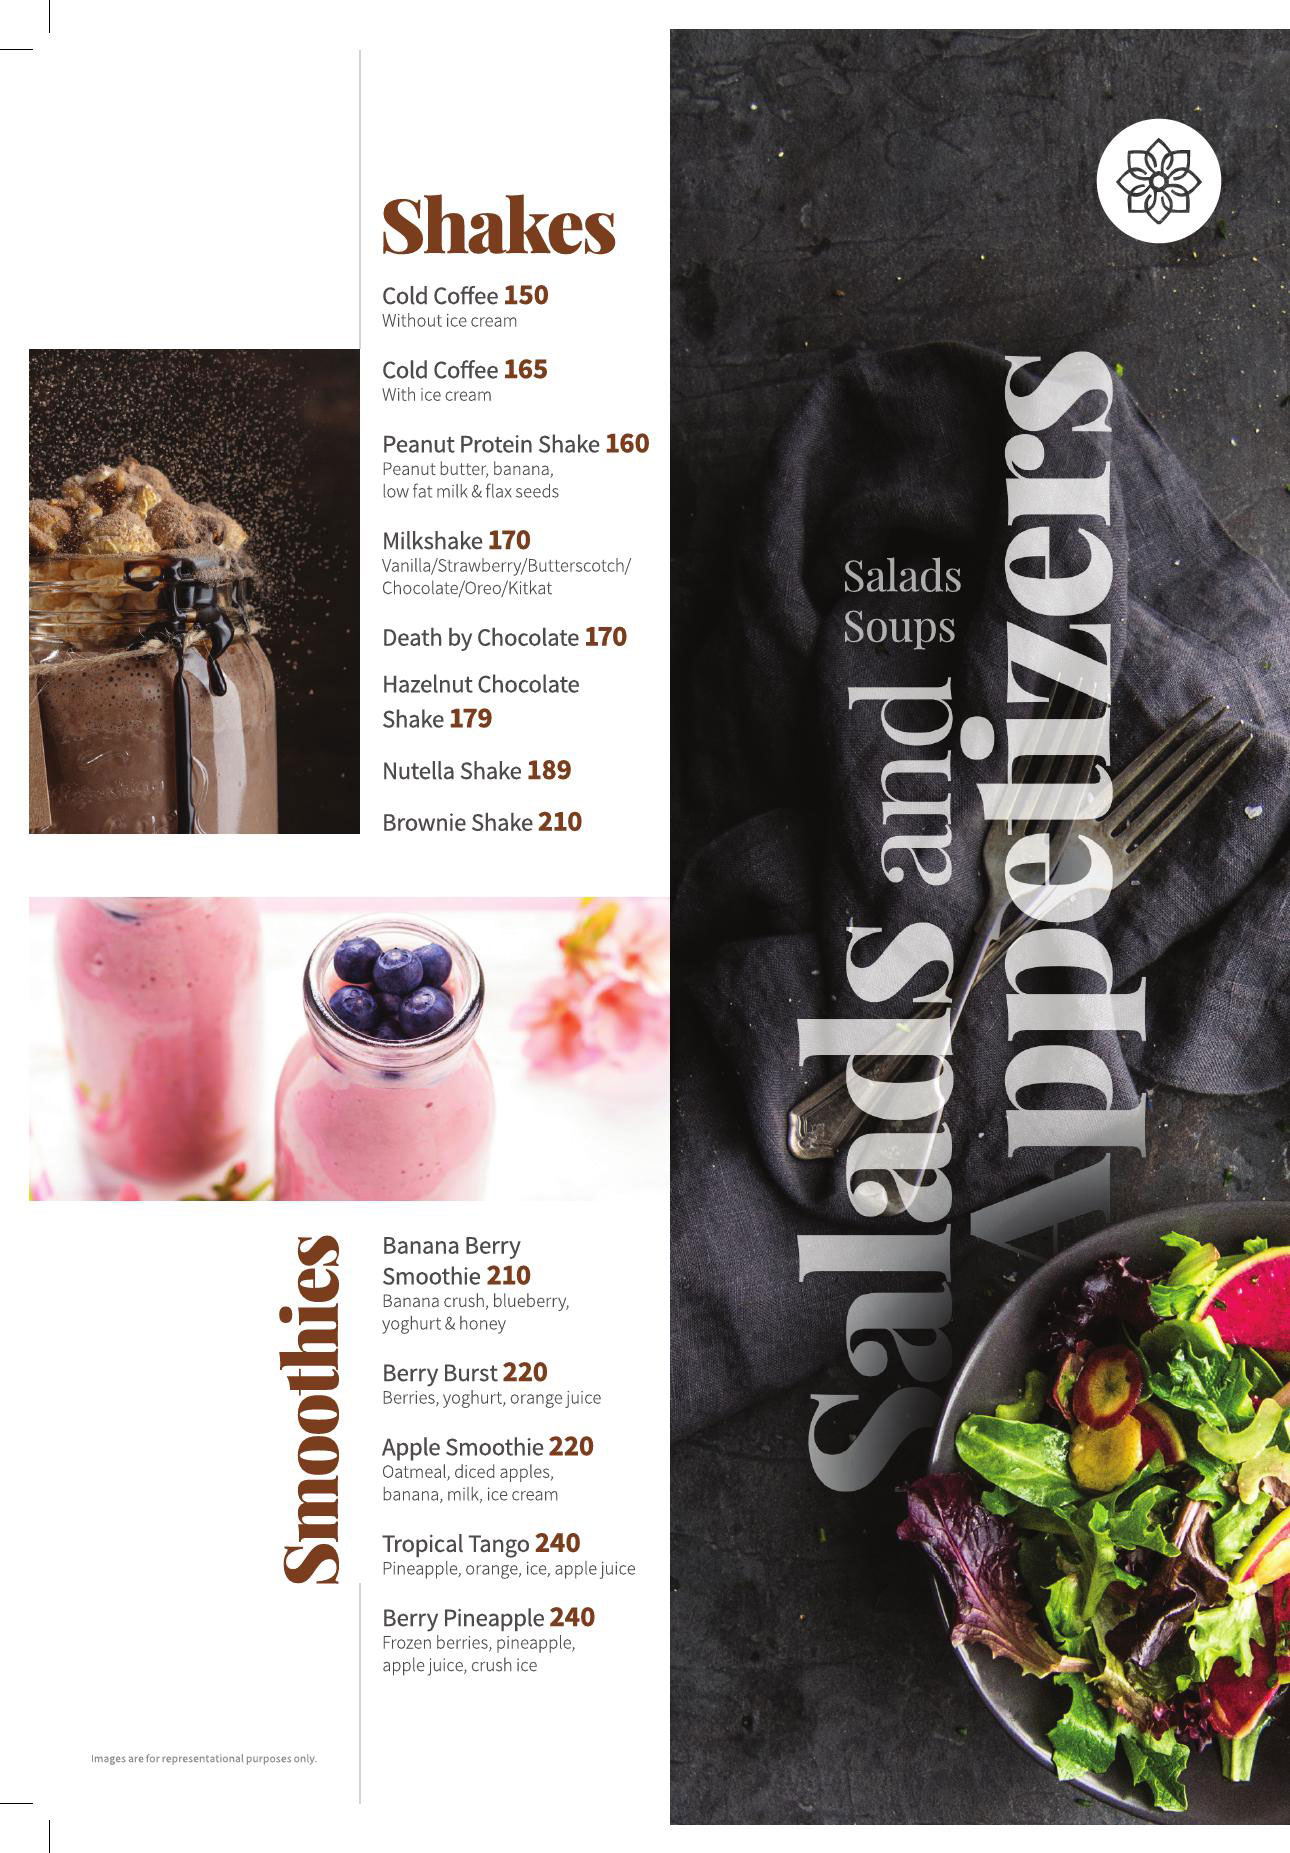 Shakes
Cold Coffee 150
Without ice cream
Cold Coffee 165
With ice cream
Peanut Protein Shake 160
Peanut butter, banana,
low fat milk & flax seeds
Milkshake 170
Vanilla/Strawberry/Butterscotch/
Chocolate/Oreo/Kitkat
Death by Chocolate 170
Hazelnut Chocolate
Shake 179
Nutella Shake 189
Brownie Shake 210
Smoothies
Banana Berry
Smoothie 210
Banana crush, blueberry,
yoghurt & honey
Berry Burst 220
Berries, yoghurt, orange juice
Apple Smoothie 220
Oatmeal, diced apples,
banana, milk, ice cream
Tropical Tango 240
Pineapple, orange, ice, apple juice
Berry Pineapple 240
Frozen berries, pineapple,
apple juice, crush ice
Images are for representational purposes only.
Salads and
Appetizers
Salads
Soups